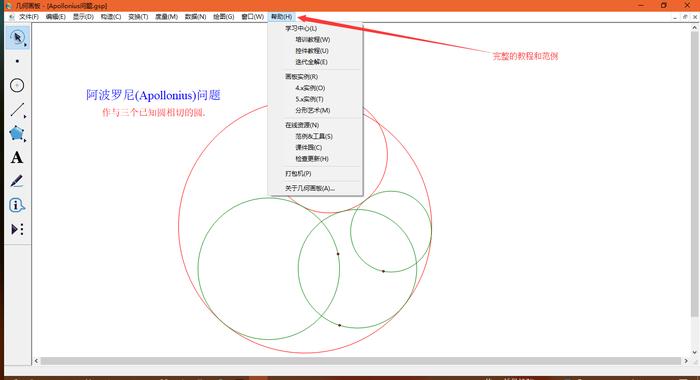 几何画板 - [Apollonius问题.gsp]
文件(F) 编辑(E) 显示(D) 构造(C) 变换(T) 度量(M) 数据(N) 绘图(G) 窗口(W) 帮助(H)
学习中心(L)
培训教程(W)
控件教程(U)
迭代全解(E)
画板实例(R)
4.x实例(O)
5.x实例(T)
分形艺术(M)
在线资源(N)
范例&工具(S)
课件园(C)
检查更新(H)
打包机(P)
关于几何画板(A)...
完整的教程和范例
阿波罗尼(Apollonius)问题
作与三个已知圆相切的圆.
A